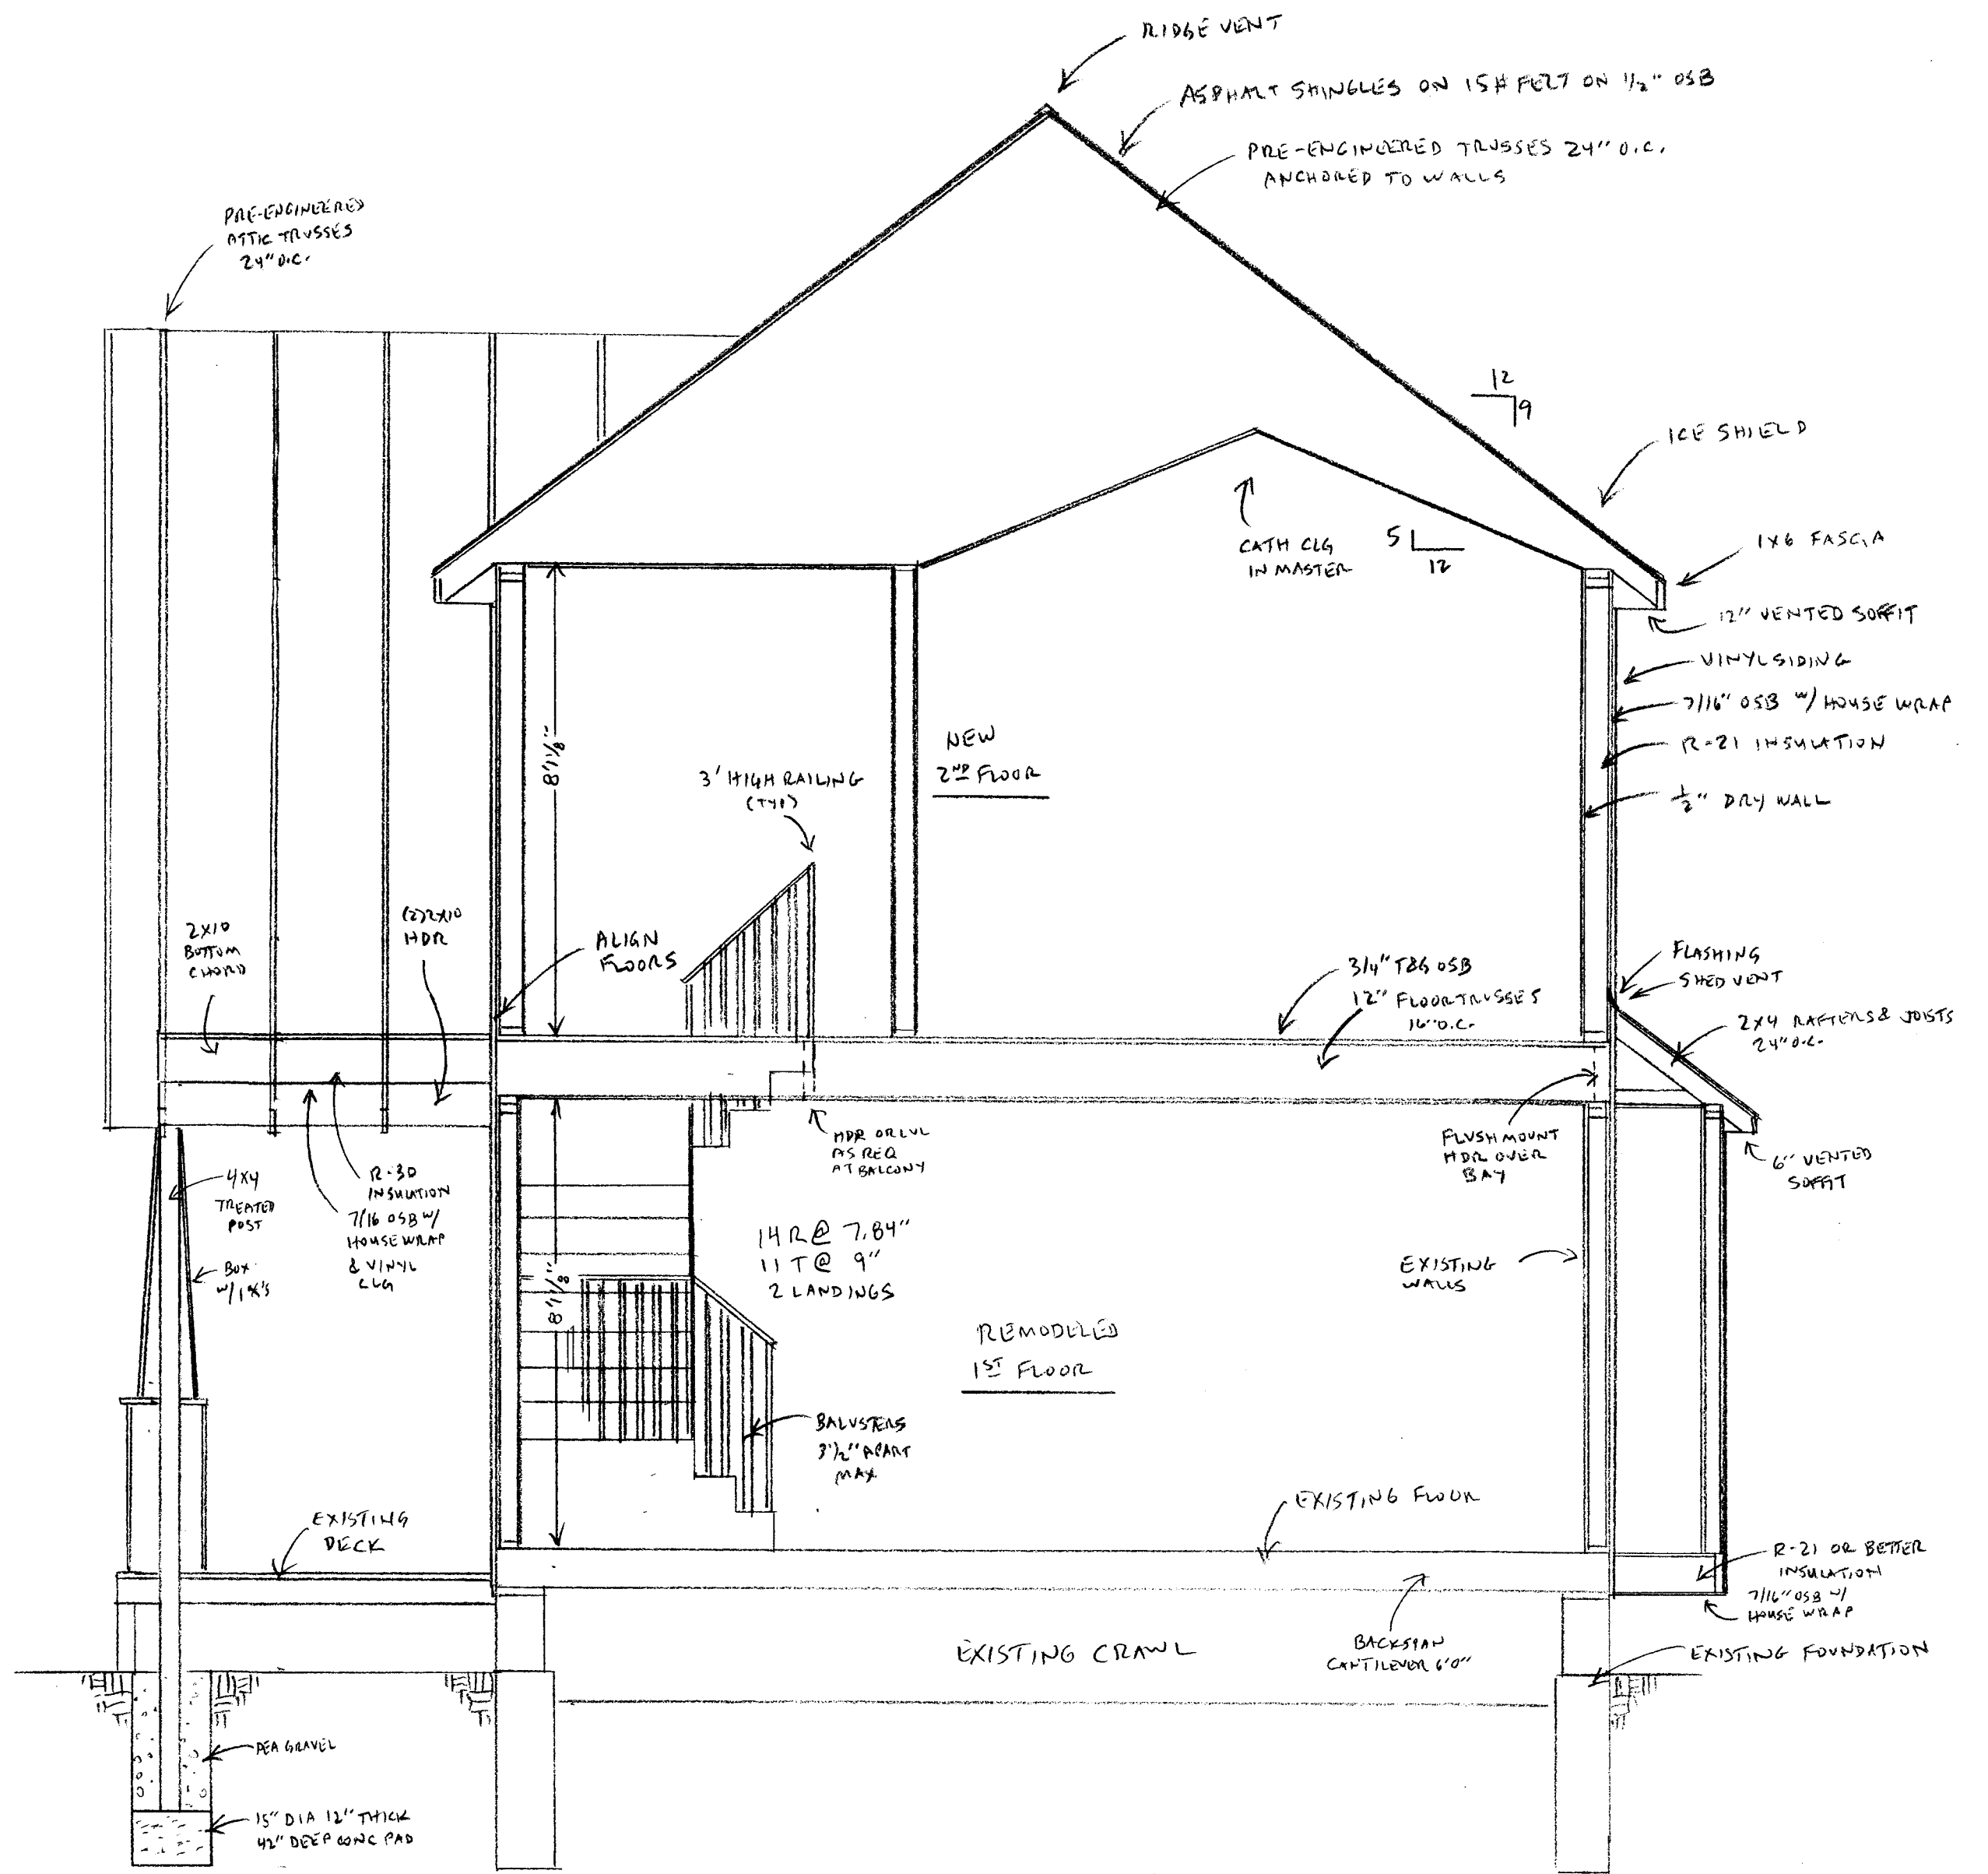 RIDGE VENT
ASPHALT SHINGLES ON 15# FELT ON 1/2" OSB
PRE-ENGINEERED TRUSSES 24" O.C.
ANCHORED TO WALLS
PRE-ENGINEERED
ATTIC TRUSSES
24" O.C.
12
9
ICE SHIELD
CATH CLG
IN MASTER
5
12
1X6 FASCIA
12" VENTED SOFFIT
VINYL SIDING
7/16" OSB W/ HOUSE WRAP
R-21 INSULATION
1/2" DRY WALL
8'1 1/8"
NEW
2ND FLOOR
3' HIGH RAILING
(TYP)
2X10
BOTTOM
CHORD
(2) 2X10
HDR
ALIGN
FLOORS
3/4" T&G OSB
12" FLOOR TRUSSES
16" O.C.
FLASHING
SHED VENT
2X4 RAFTERS & JOISTS
24" O.C.
HDR OR LVL
AS REQ
AT BALCONY
FLUSH MOUNT
HDR OVER
BAY
6" VENTED
SOFFIT
4X4
TREATED
POST
R-30
INSULATION
7/16 OSB W/
HOUSE WRAP
& VINYL
CLG
BOX
W/ 1X'S
8'1 1/8"
14 R @ 7.84"
11 T @ 9"
2 LANDINGS
EXISTING
WALLS
REMODELED
1ST FLOOR
BALUSTERS
3 1/2" APART
MAX
EXISTING
DECK
EXISTING FLOOR
R-21 OR BETTER
INSULATION
7/16" OSB W/
HOUSE WRAP
EXISTING CRAWL
BACKSPAN
CANTILEVER 6'0"
EXISTING FOUNDATION
PEA GRAVEL
15" DIA 12" THICK
42" DEEP CONC PAD